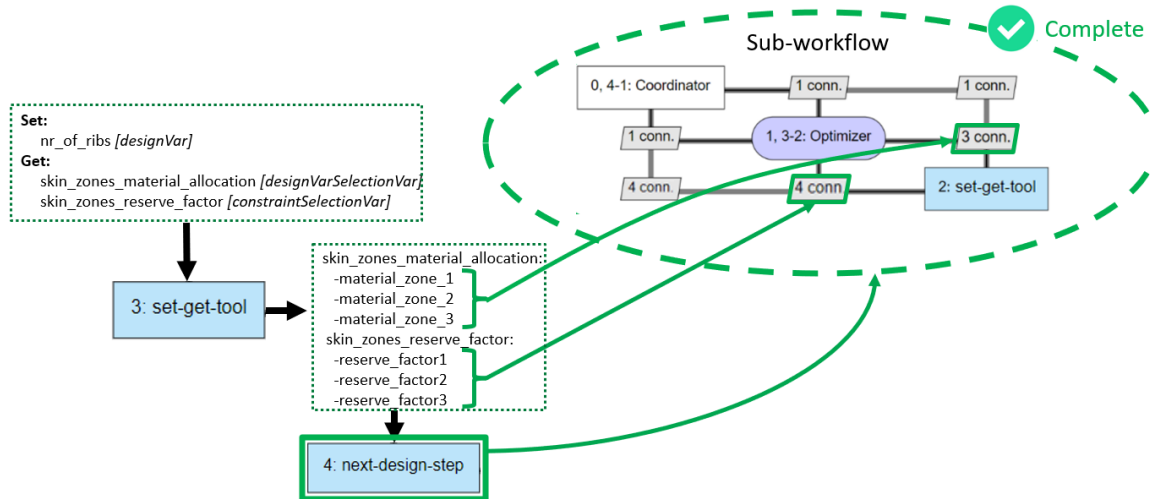 Complete
Sub-workflow
0, 4-1: Coordinator
1 conn.
1 conn.
1 conn.
1, 3-2: Optimizer
3 conn.
4 conn.
4 conn.
2: set-get-tool
Set:
nr_of_ribs [designVar]
Get:
skin_zones_material_allocation [designVarSelectionVar]
skin_zones_reserve_factor [constraintSelectionVar]
3: set-get-tool
skin_zones_material_allocation:
-material_zone_1
-material_zone_2
-material_zone_3
skin_zones_reserve_factor:
-reserve_factor1
-reserve_factor2
-reserve_factor3
4: next-design-step